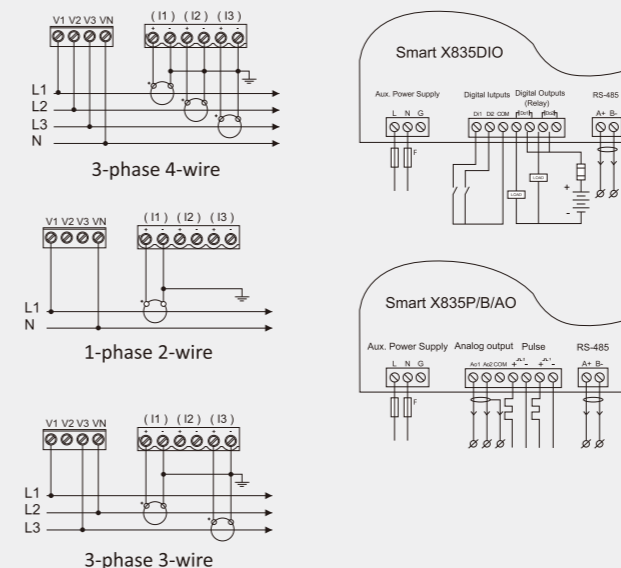 V1 V2 V3 VN
( I1 ) ( I2 ) ( I3 )
+ - + - + -
L1
L2
L3
N
3-phase 4-wire
V1 V2 V3 VN
( I1 ) ( I2 ) ( I3 )
+ - + - + -
L1
N
1-phase 2-wire
V1 V2 V3 VN
( I1 ) ( I2 ) ( I3 )
+ - + - + -
L1
L2
L3
3-phase 3-wire
Smart X835DIO
Aux. Power Supply
Digital Iutputs
Digital Outputs
(Relay)
RS-485
L N G
DI1 DI2 COM
A+ B-
F
LOAD
LOAD
+
-
Smart X835P/B/AO
Aux. Power Supply
Analog output
Pulse
RS-485
L N G
Ao1 Ao2 COM + - + -
A+ B-
F